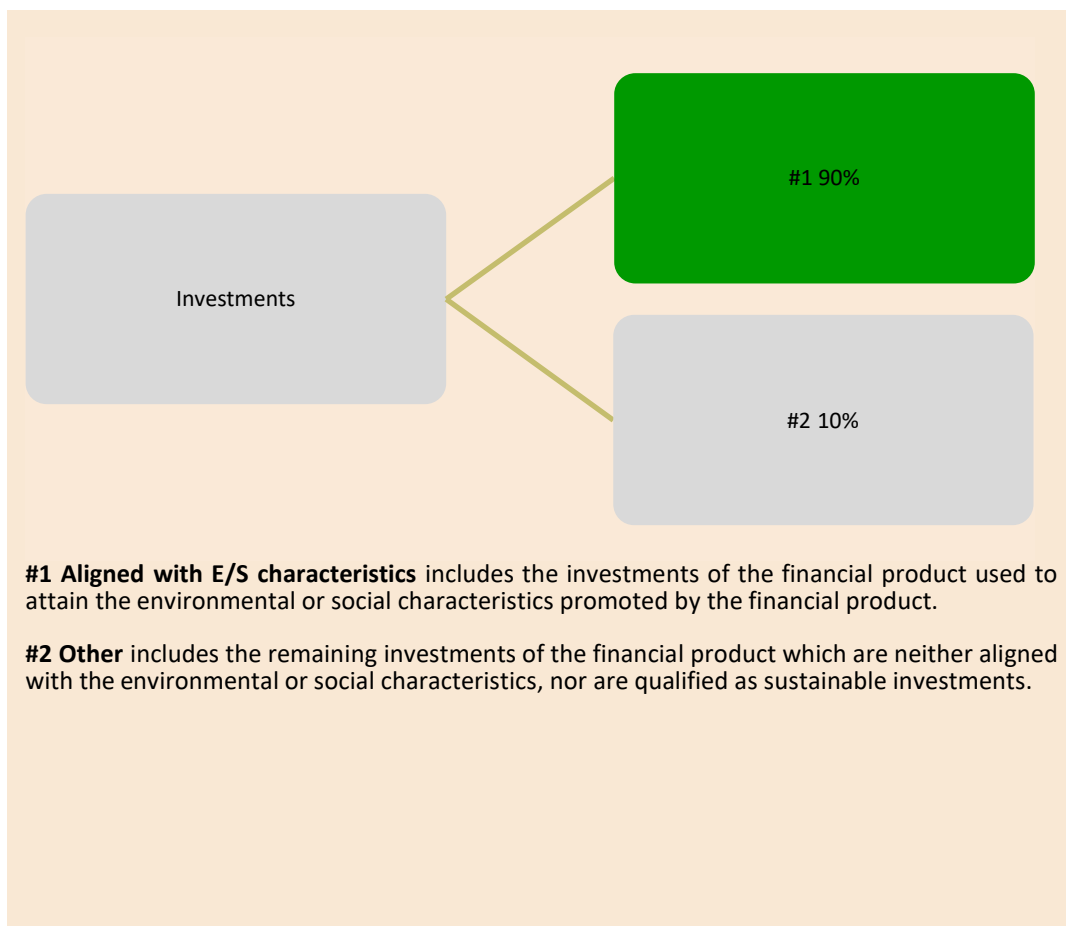 #1 90%
Investments
#2 10%
#1 Aligned with E/S characteristics includes the investments of the financial product used to
attain the environmental or social characteristics promoted by the financial product.
#2 Other includes the remaining investments of the financial product which are neither aligned
with the environmental or social characteristics, nor are qualified as sustainable investments.